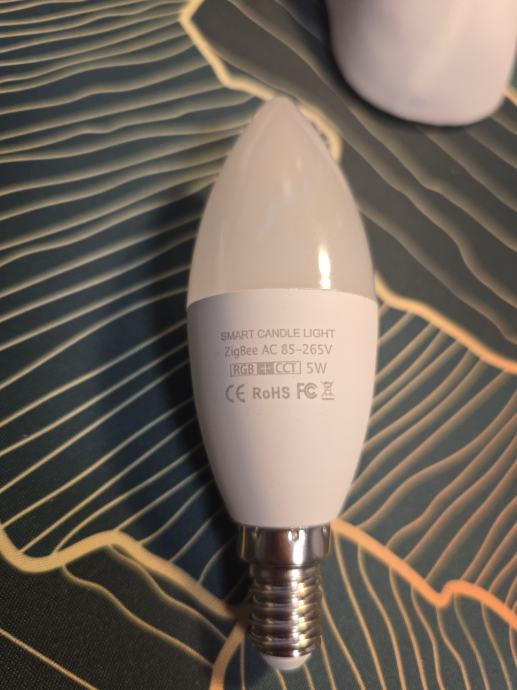 SMART CANDLE LIGHT
ZigBee AC 85-265V
RGB+CCT 5W
CE RoHS FC